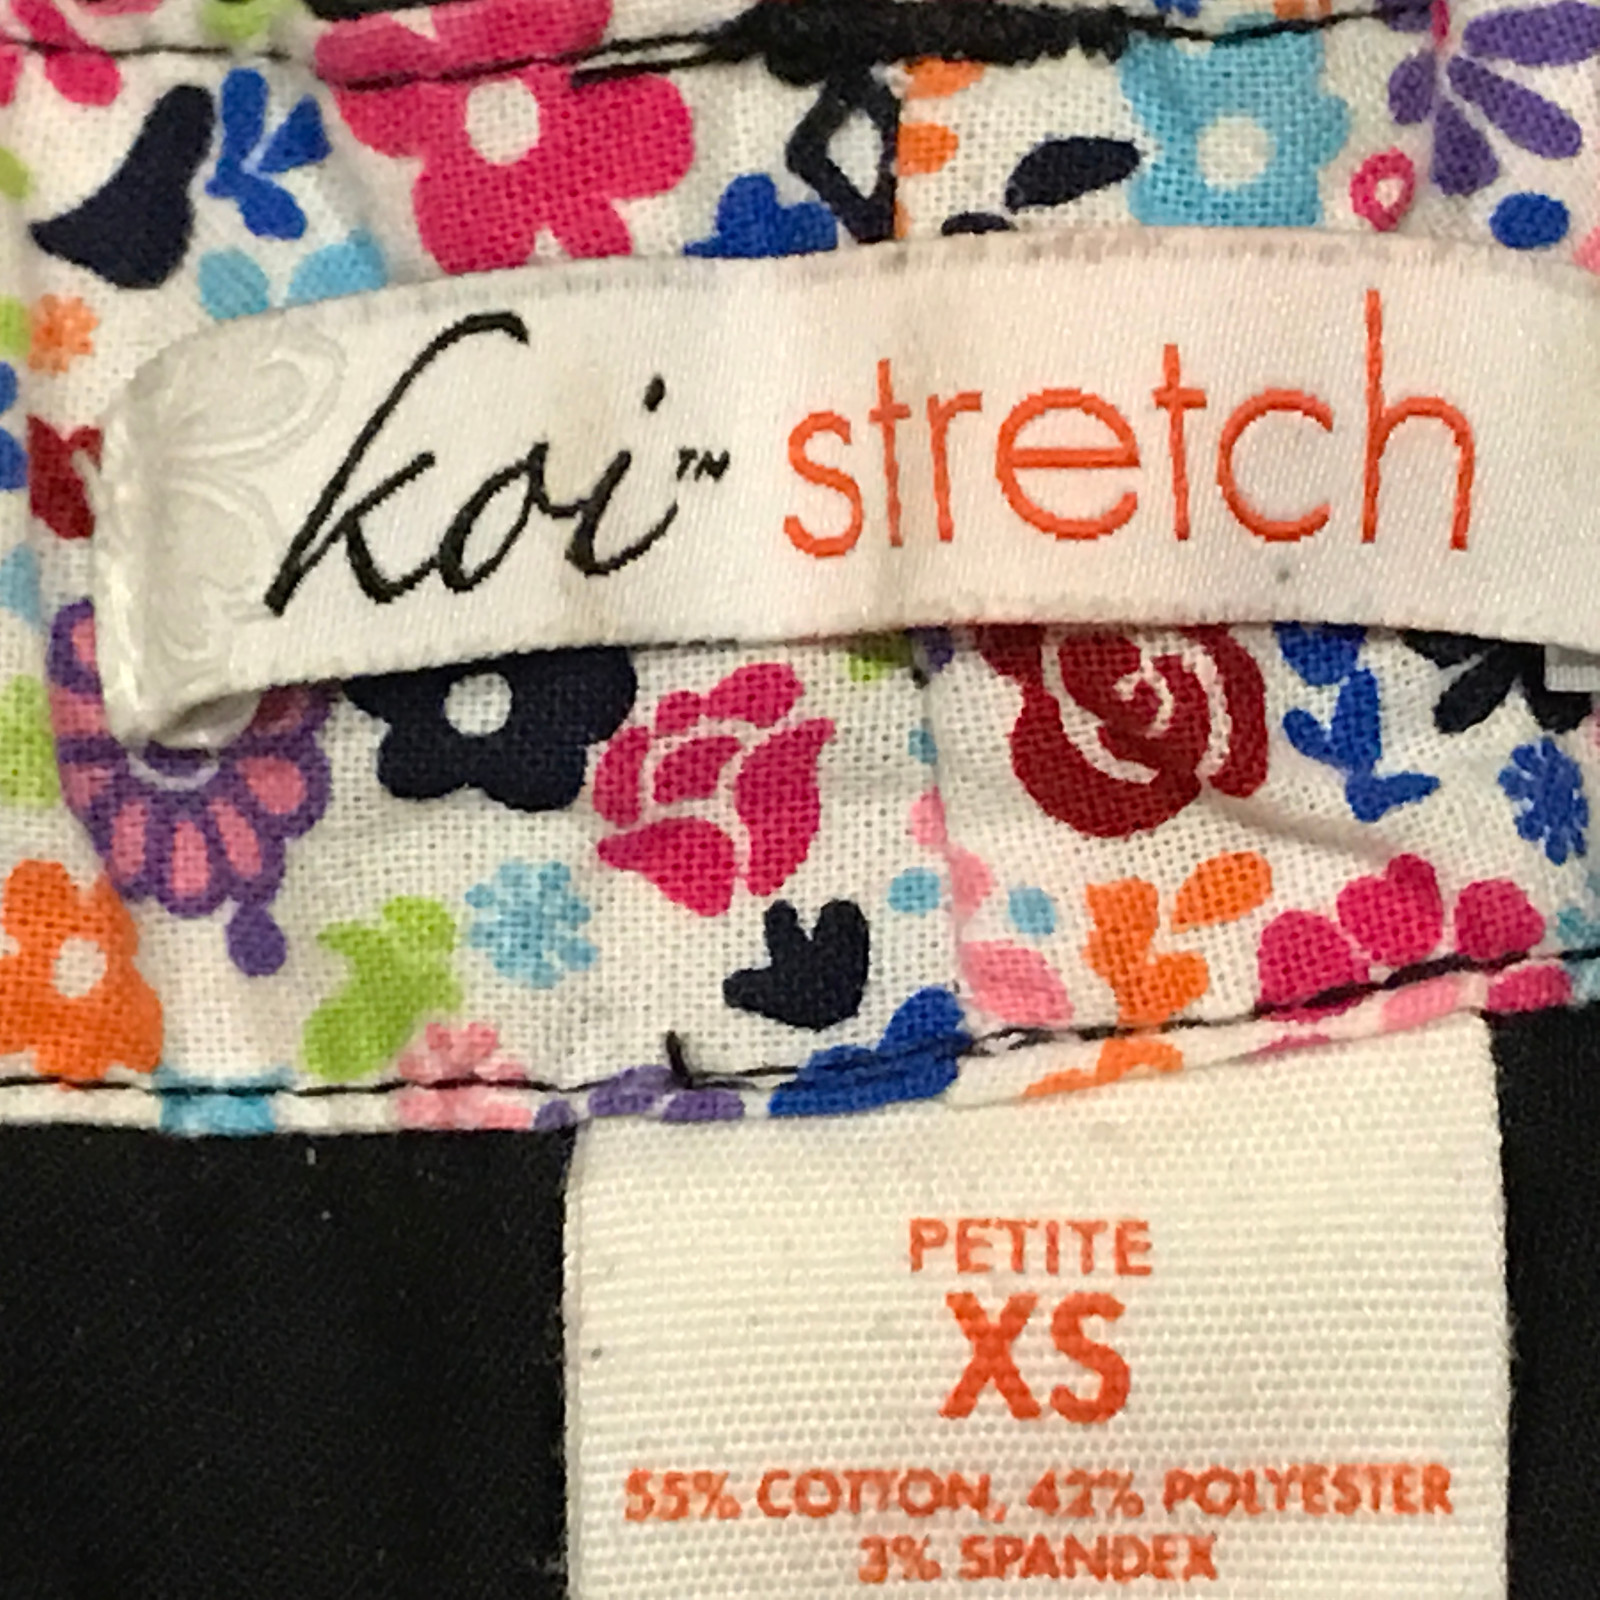 koi™ stretch
PETITE
XS
55% COTTON, 42% POLYESTER
3% SPANDEX